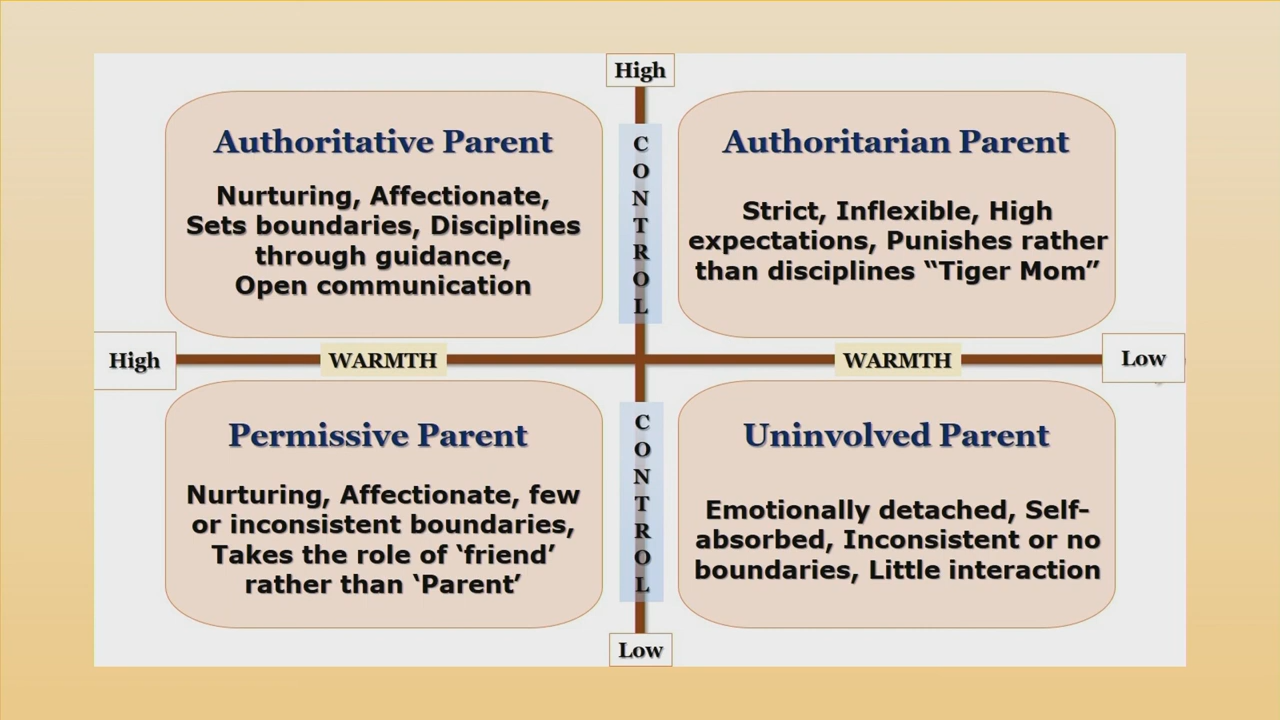 High
Authoritative Parent
Nurturing, Affectionate,
Sets boundaries, Disciplines
through guidance,
Open communication
CONTROL
Authoritarian Parent
Strict, Inflexible, High
expectations, Punishes rather
than disciplines “Tiger Mom”
High
WARMTH
WARMTH
Low
Permissive Parent
Nurturing, Affectionate, few
or inconsistent boundaries,
Takes the role of ‘friend’
rather than ‘Parent’
CONTROL
Uninvolved Parent
Emotionally detached, Self-
absorbed, Inconsistent or no
boundaries, Little interaction
Low